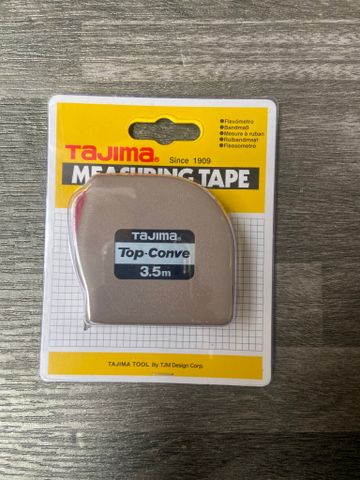 ●Flexómetro
●Bandmaß
●Mesure à ruban
●Rolbandmaat
●Flessometro
TaJIma®
Since 1909
MEASURING TAPE
TaJIma
Top-Conve
3.5m
TAJIMA TOOL By TJM Design Corp.